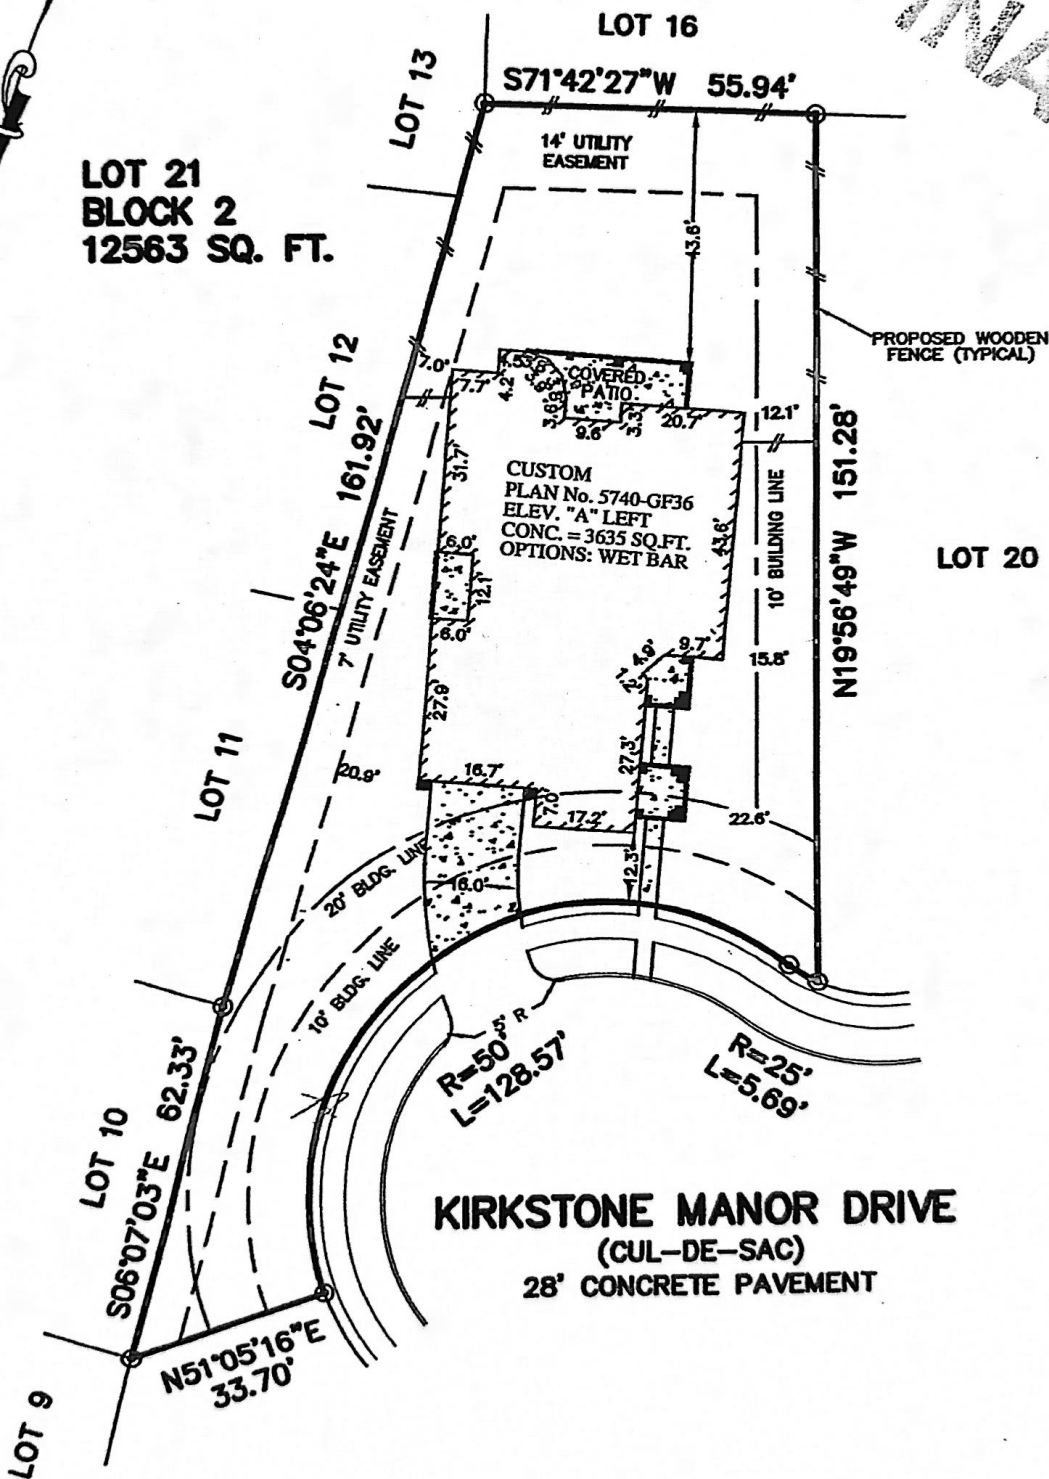 LOT 16
LOT 13
S71°42'27"W 55.94'
14' UTILITY
EASEMENT
LOT 21
BLOCK 2
12563 SQ. FT.
43.6'
PROPOSED WOODEN
FENCE (TYPICAL)
LOT 12
7.0'
7.7'
4.2'
COVERED
PATIO
3.6'
9.6'
3.3'
20.7'
12.1'
S04°06'24"E 161.92'
7' UTILITY EASEMENT
31.7'
CUSTOM
PLAN No. 5740-GF36
ELEV. "A" LEFT
CONC. = 3635 SQ.FT.
OPTIONS: WET BAR
43.6'
10' BUILDING LINE
N19°56'49"W 151.28'
LOT 20
6.0'
12.1'
6.0'
9.7'
15.8'
27.9'
27.3'
LOT 11
20.9'
16.7'
7.0'
17.2'
22.6'
12.3'
20' BLDG. LINE
16.0'
10' BLDG. LINE
5' R
R=50'
L=128.57'
R=25'
L=5.69'
LOT 10
S06°07'03"E 62.33'
KIRKSTONE MANOR DRIVE
(CUL-DE-SAC)
28' CONCRETE PAVEMENT
N51°05'16"E
33.70'
LOT 9